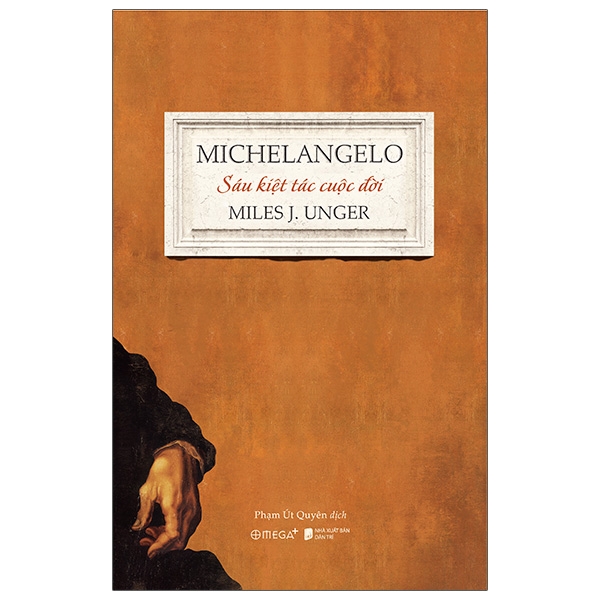 MICHELANGELO
Sáu kiệt tác cuộc đời
MILES J. UNGER
Phạm Út Quyên dịch
OMEGA+
NHÀ XUẤT BẢN
DÂN TRÍ